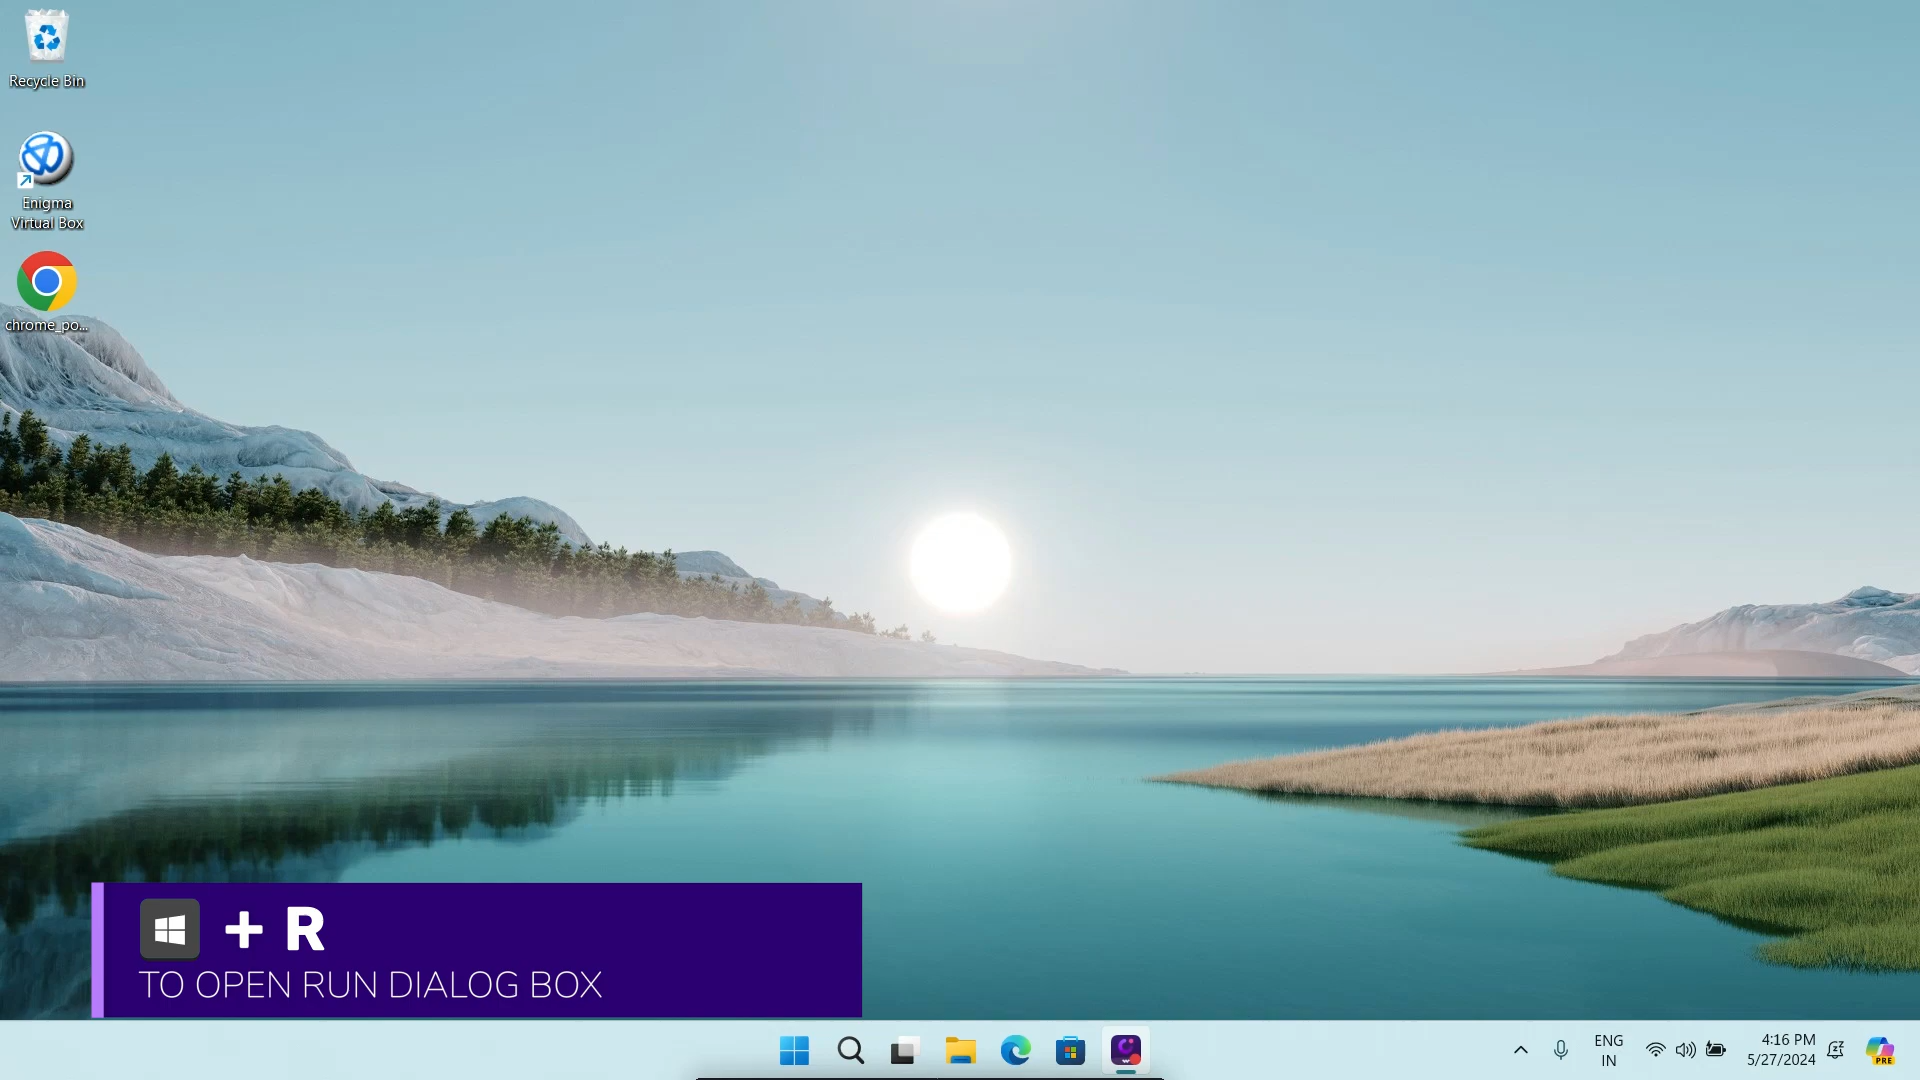 Recycle Bin
Enigma
Virtual Box
chrome_po...
+ R
TO OPEN RUN DIALOG BOX
ENG
IN
4:16 PM
5/27/2024
PRE